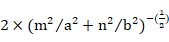 2 × (m²/a² + n²/b²)^−(1/2)